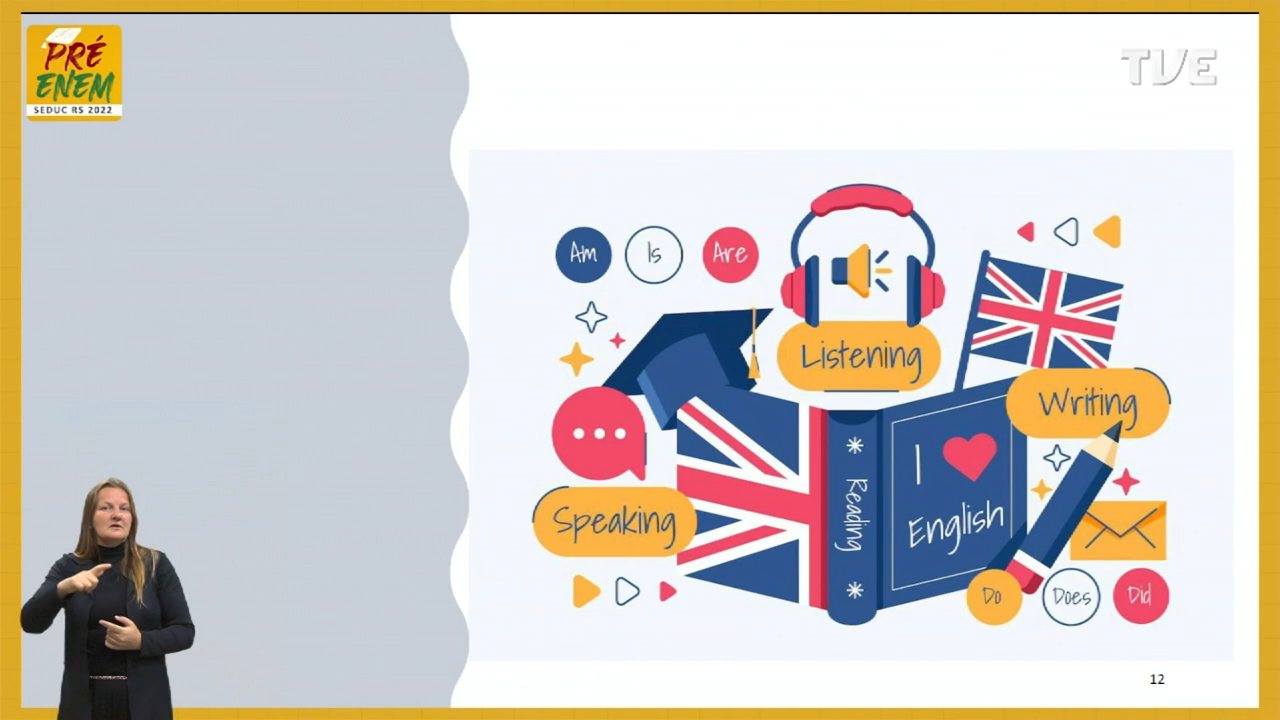 PRÉ
ENEM
SEDUC RS 2022
TVE
Am Is Are
Listening
Writing
Speaking
Reading
I
English
Do Does Did
12